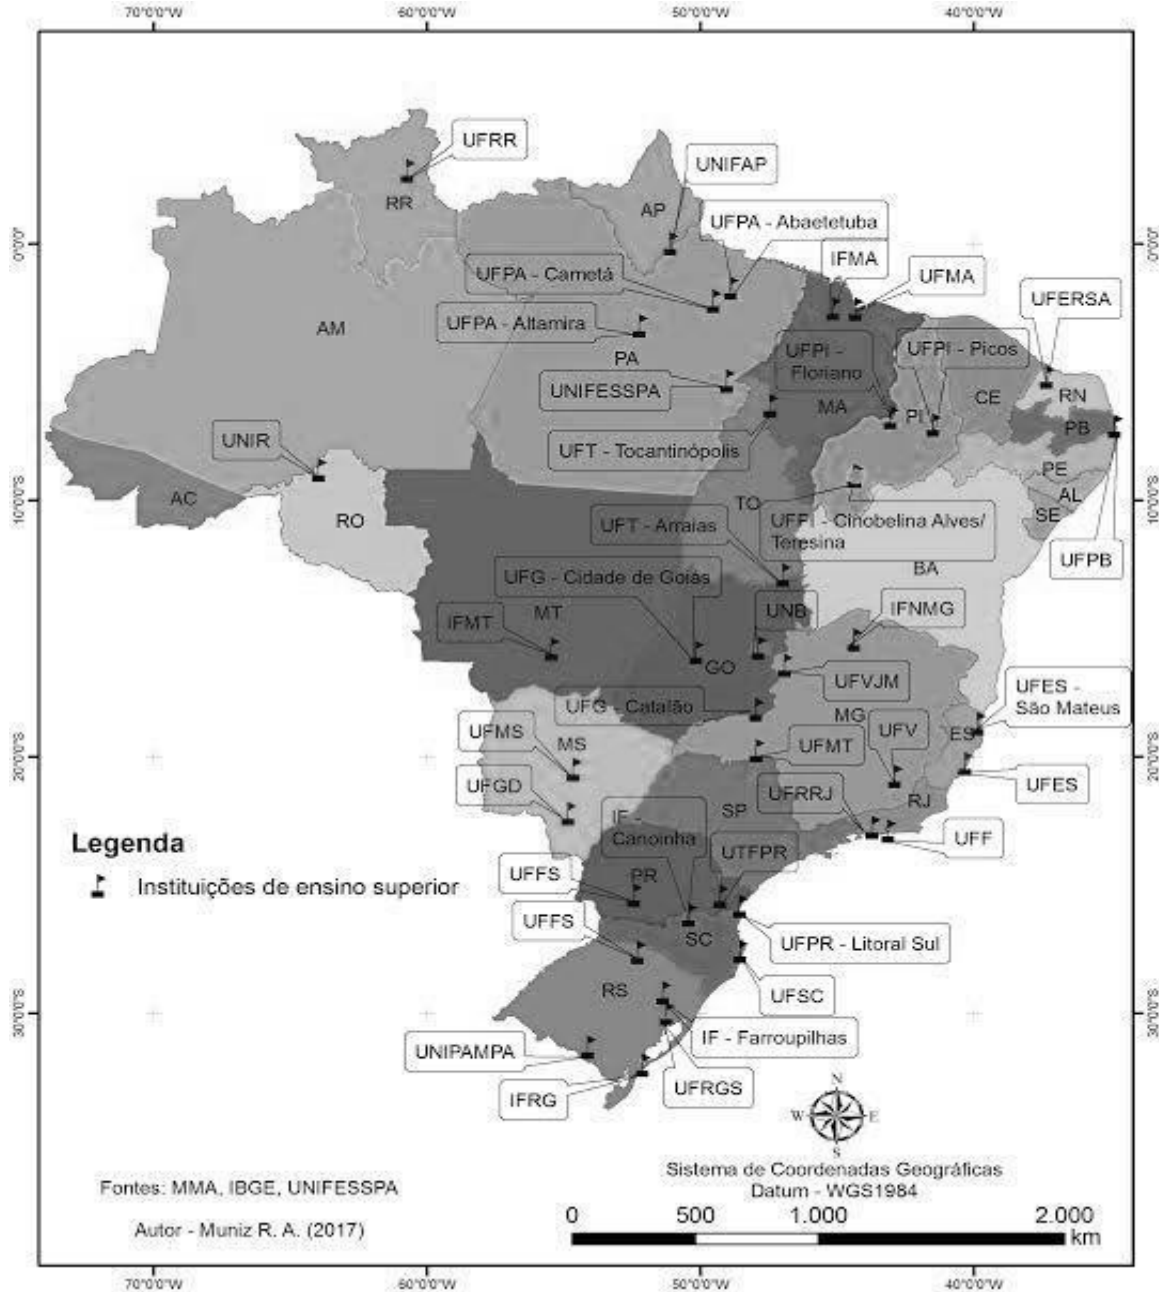 70°0'0"W 60°0'0"W 50°0'0"W 40°0'0"W
UFRR
UNIFAP
RR
AP
UFPA - Abaetetuba
0°0'0" 0°0'0"
IFMA
UFPA - Cametá
UFMA
UFERSA
UFPA - Altamira
AM
UFPI -
Floriano
UFPI - Picos
PA
UNIFESSPA
CE
RN
MA
PI
PB
UNIR
UFT - Tocantinópolis
PE
AC
AL
10°0'0"S 10°0'0"S
TO
RO
SE
UFT - Arraias
UFPI - Cinobelina Alves/
Teresina
UFPB
BA
UFG - Cidade de Goiás
MT
UNB
IFNMG
IFMT
GO
UFVJM
UFES -
São Mateus
UFG - Catalão
MG
UFMS
MS
UFMT
UFV
ES
20°0'0"S 20°0'0"S
UFGD
UFRRJ
RJ
UFES
SP
IF -
Canoinha
UFF
Legenda
UTFPR
Instituições de ensino superior
UFFS
PR
UFFS
SC
UFPR - Litoral Sul
RS
UFSC
30°0'0"S 30°0'0"S
IF - Farroupilhas
UNIPAMPA
UFRGS
IFRG
N
W E
S
Sistema de Coordenadas Geográficas
Datum - WGS1984
Fontes: MMA, IBGE, UNIFESSPA
0 500 1.000 2.000
km
Autor - Muniz R. A. (2017)
70°0'0"W 60°0'0"W 50°0'0"W 40°0'0"W